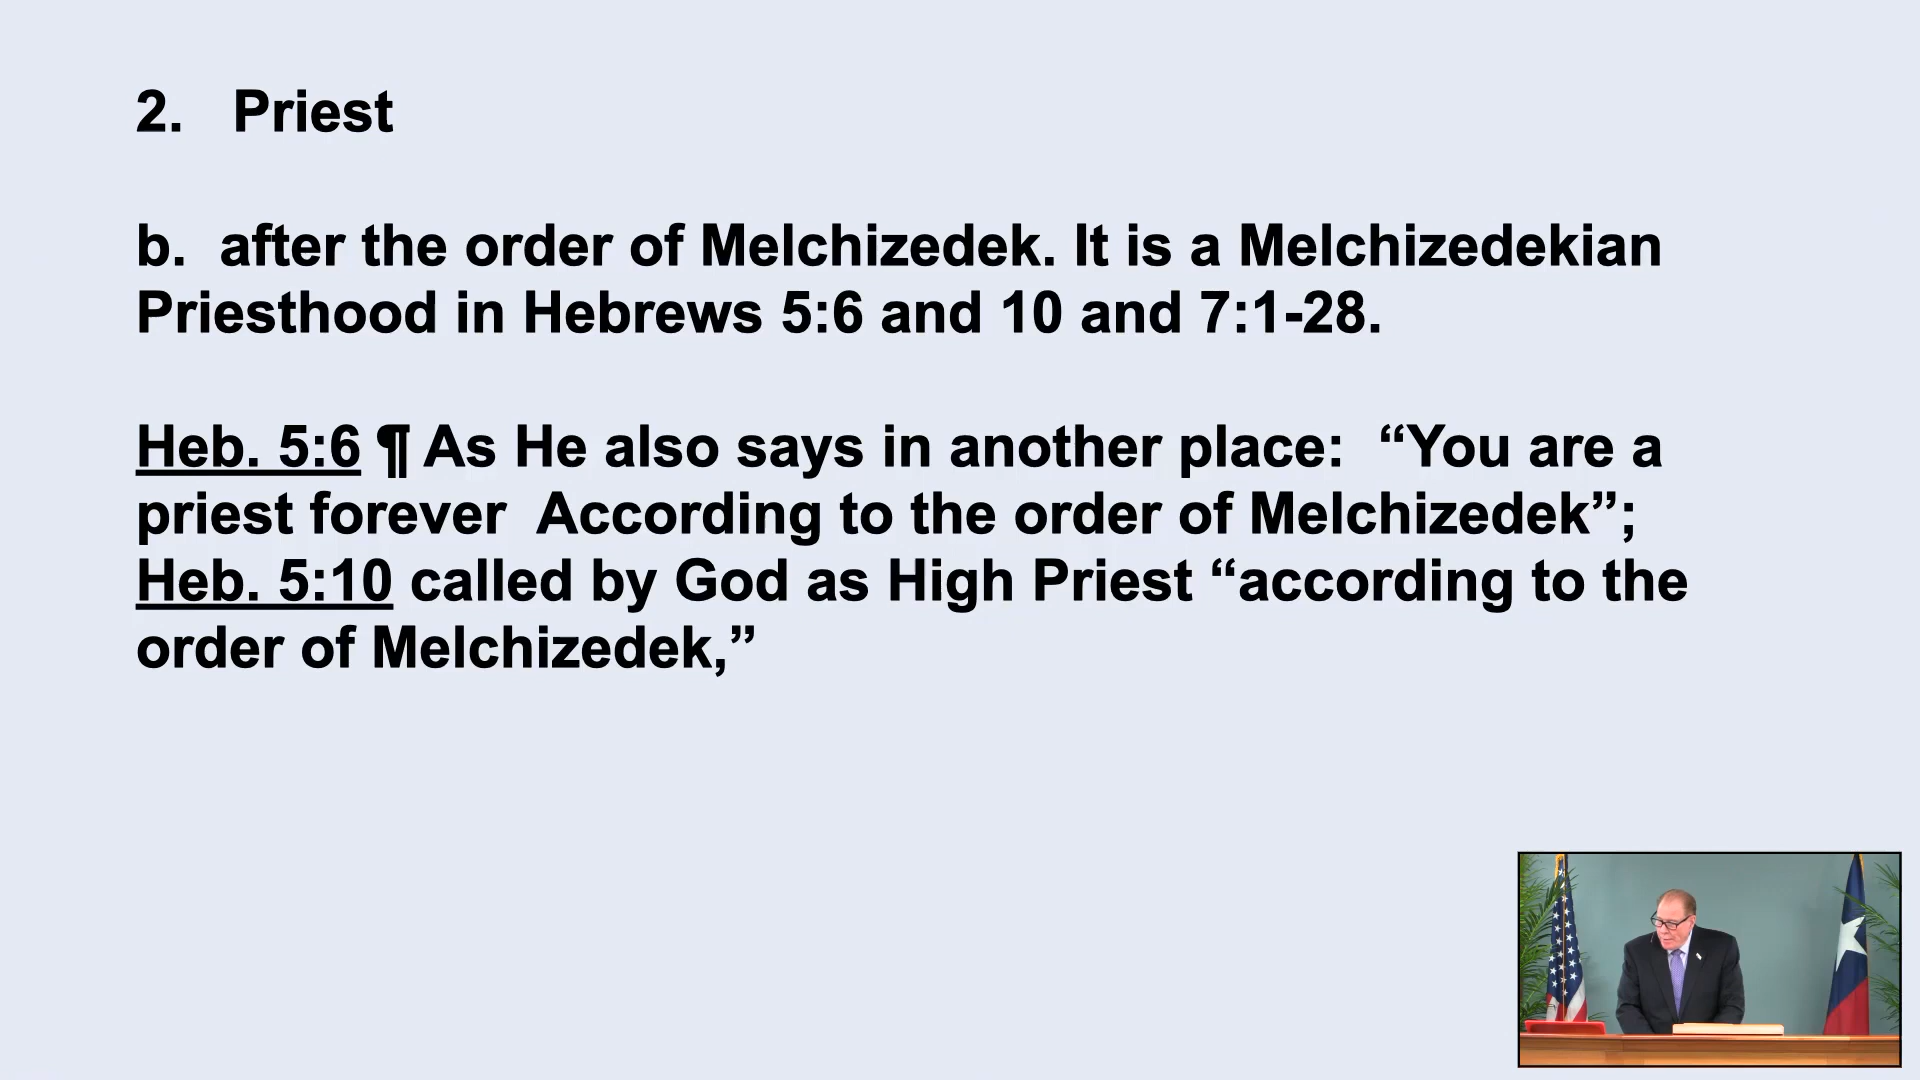 2. Priest
b. after the order of Melchizedek. It is a Melchizedekian
Priesthood in Hebrews 5:6 and 10 and 7:1-28.
Heb. 5:6 ¶ As He also says in another place: “You are a
priest forever According to the order of Melchizedek”;
Heb. 5:10 called by God as High Priest “according to the
order of Melchizedek,”